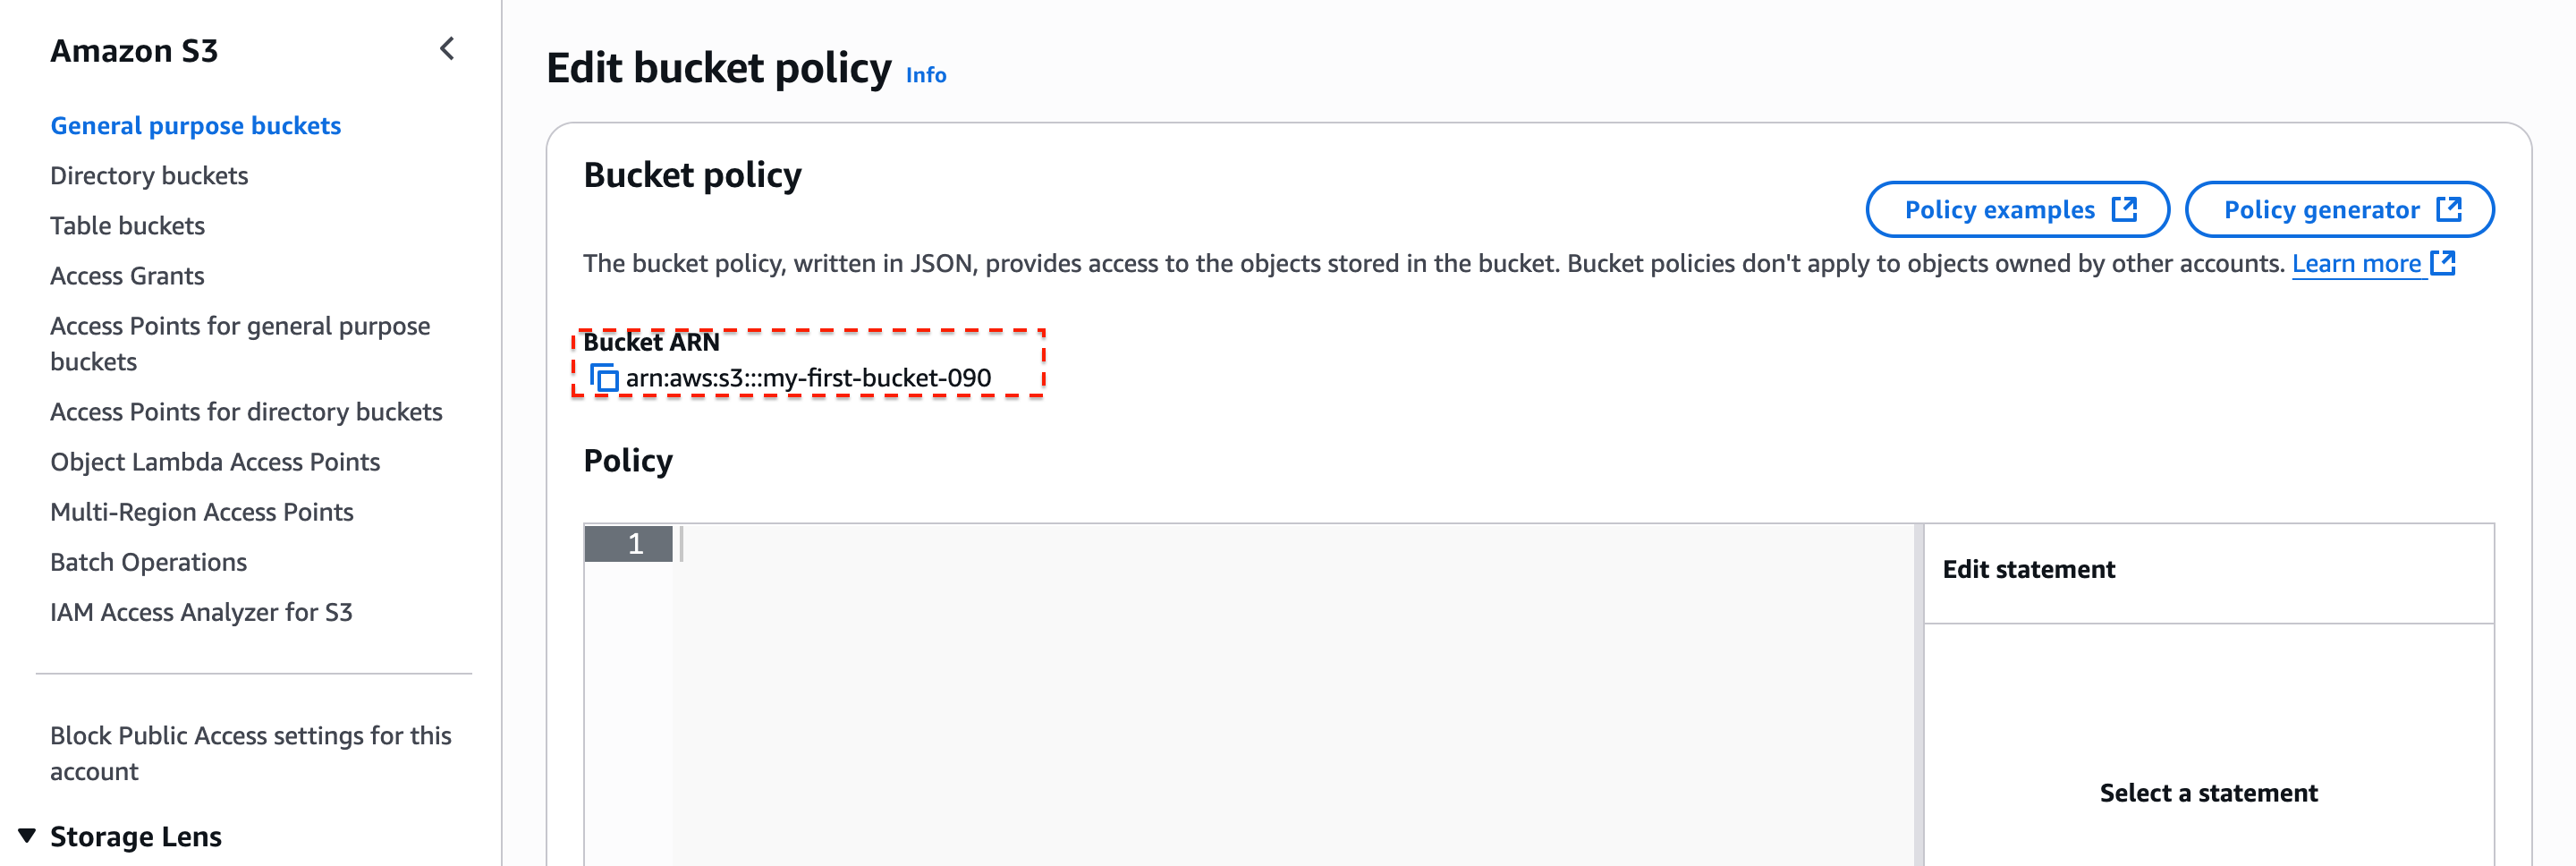 Amazon S3
General purpose buckets
Directory buckets
Table buckets
Access Grants
Access Points for general purpose
buckets
Access Points for directory buckets
Object Lambda Access Points
Multi-Region Access Points
Batch Operations
IAM Access Analyzer for S3
Block Public Access settings for this
account
Storage Lens
Edit bucket policy Info
Bucket policy
Policy examples
Policy generator
The bucket policy, written in JSON, provides access to the objects stored in the bucket. Bucket policies don't apply to objects owned by other accounts. Learn more
Bucket ARN
arn:aws:s3:::my-first-bucket-090
Policy
1
Edit statement
Select a statement